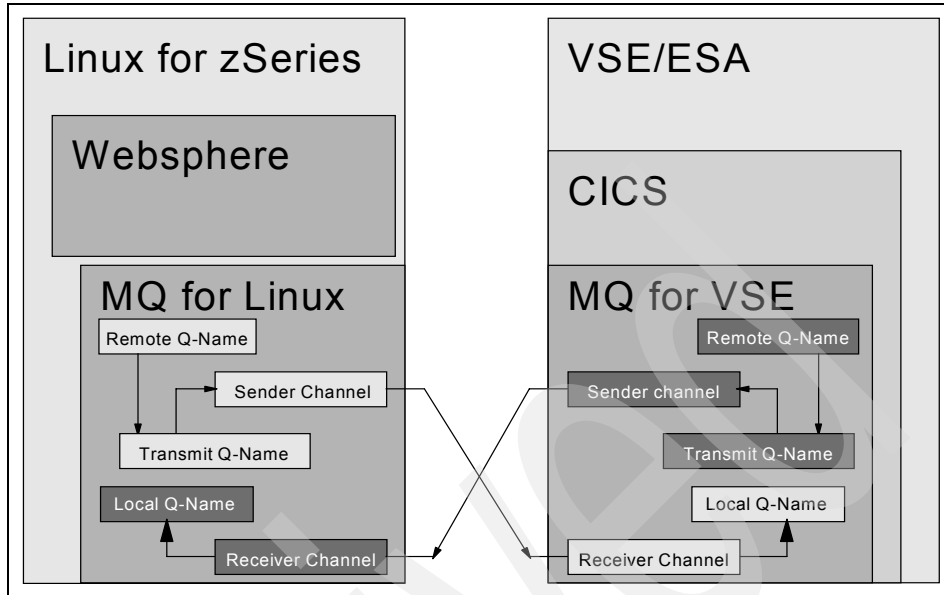 Linux for zSeries
Websphere
MQ for Linux
Remote Q-Name
Sender Channel
Transmit Q-Name
Local Q-Name
Receiver Channel
VSE/ESA
CICS
MQ for VSE
Remote Q-Name
Sender channel
Transmit Q-Name
Local Q-Name
Receiver Channel